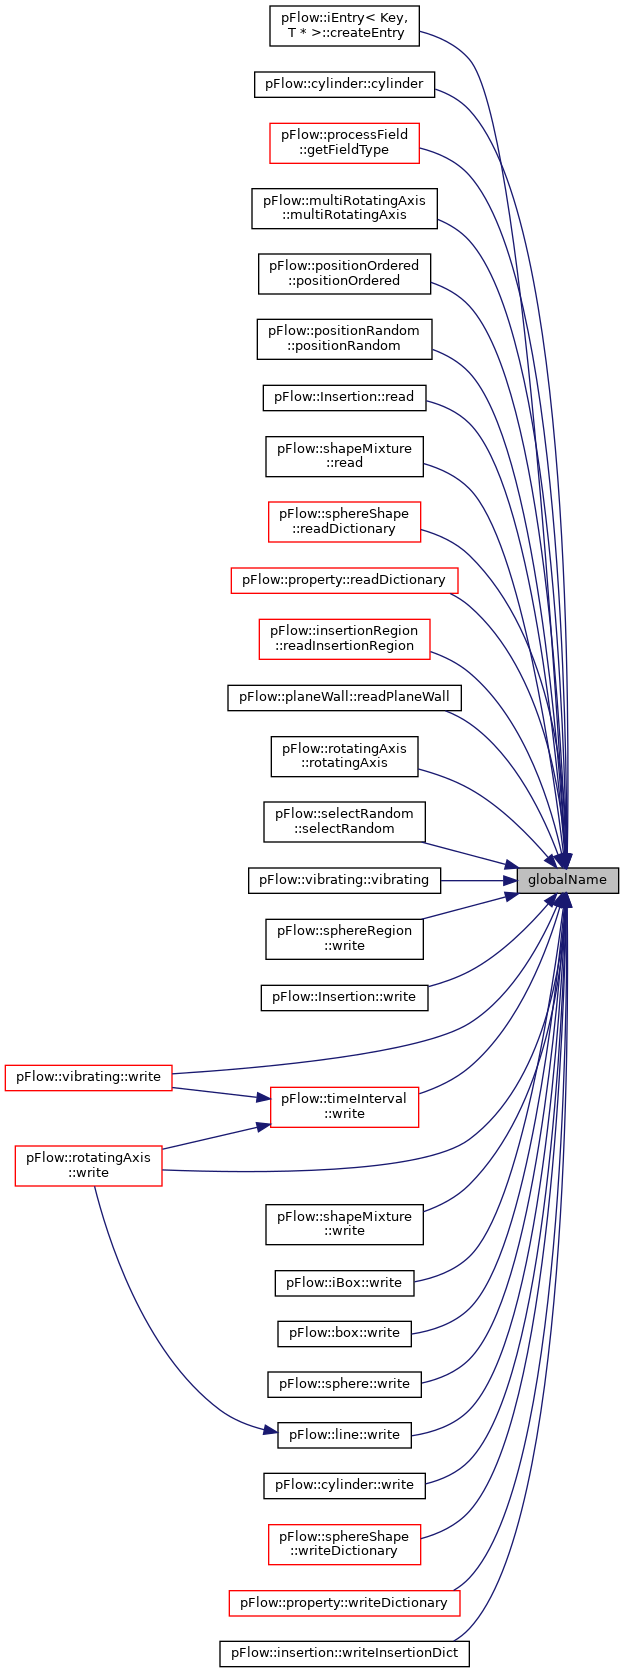 pFlow::iEntry< Key,
T * >::createEntry
pFlow::cylinder::cylinder
pFlow::processField
::getFieldType
pFlow::multiRotatingAxis
::multiRotatingAxis
pFlow::positionOrdered
::positionOrdered
pFlow::positionRandom
::positionRandom
pFlow::Insertion::read
pFlow::shapeMixture
::read
pFlow::sphereShape
::readDictionary
pFlow::property::readDictionary
pFlow::insertionRegion
::readInsertionRegion
pFlow::planeWall::readPlaneWall
pFlow::rotatingAxis
::rotatingAxis
pFlow::selectRandom
::selectRandom
pFlow::vibrating::vibrating
globalName
pFlow::sphereRegion
::write
pFlow::Insertion::write
pFlow::vibrating::write
pFlow::timeInterval
::write
pFlow::rotatingAxis
::write
pFlow::shapeMixture
::write
pFlow::iBox::write
pFlow::box::write
pFlow::sphere::write
pFlow::line::write
pFlow::cylinder::write
pFlow::sphereShape
::writeDictionary
pFlow::property::writeDictionary
pFlow::insertion::writeInsertionDict